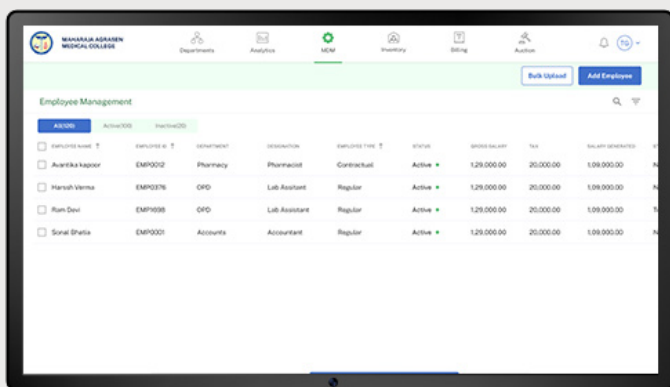 MAHARAJA AGRASEN
MEDICAL COLLEGE
Departments Analytics MDM Inventory Billing Auction TG
Bulk Upload Add Employee
Employee Management
All(120) Active(100) Inactive(20)
EMPLOYEE NAME EMPLOYEE ID DEPARTMENT DESIGNATION EMPLOYEE TYPE STATUS GROSS SALARY TAX SALARY GENERATED
Avantika kapoor EMP0012 Pharmacy Pharmacist Contractual Active 1,29,000.00 20,000.00 1,09,000.00
Harssh Verma EMP0376 OPD Lab Assitant Regular Active 1,29,000.00 20,000.00 1,09,000.00
Ram Devi EMP1698 OPD Lab Assistant Regular Active 1,29,000.00 20,000.00 1,09,000.00
Sonal Bhatia EMP0001 Accounts Accountant Regular Active 1,29,000.00 20,000.00 1,09,000.00